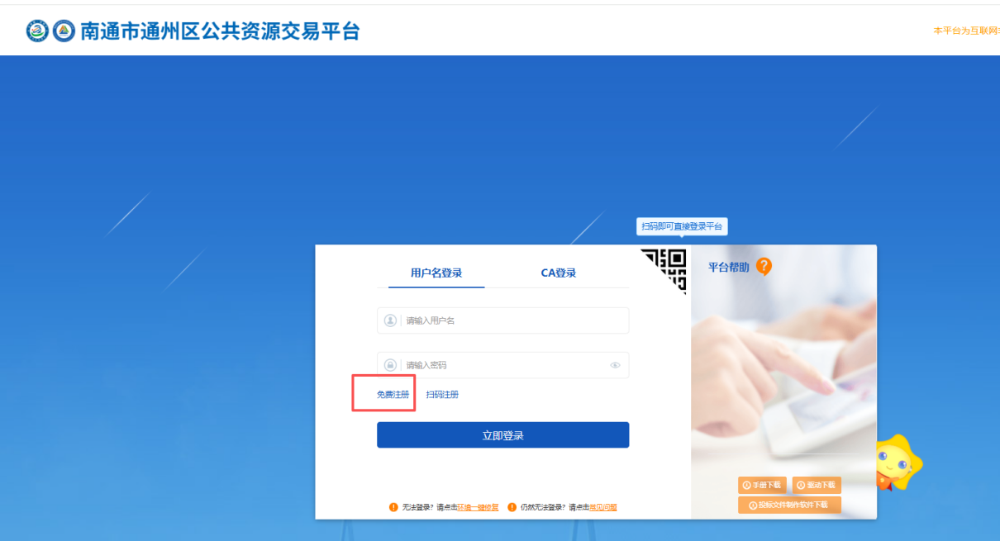 南通市通州区公共资源交易平台
本平台为互联网
扫码即可直接登录平台
用户名登录
CA登录
平台帮助
请输入用户名
请输入密码
免费注册
扫码注册
立即登录
手册下载
驱动下载
投标文件制作软件下载
无法登录？请点击环境一键修复
仍然无法登录？请点击常见问题